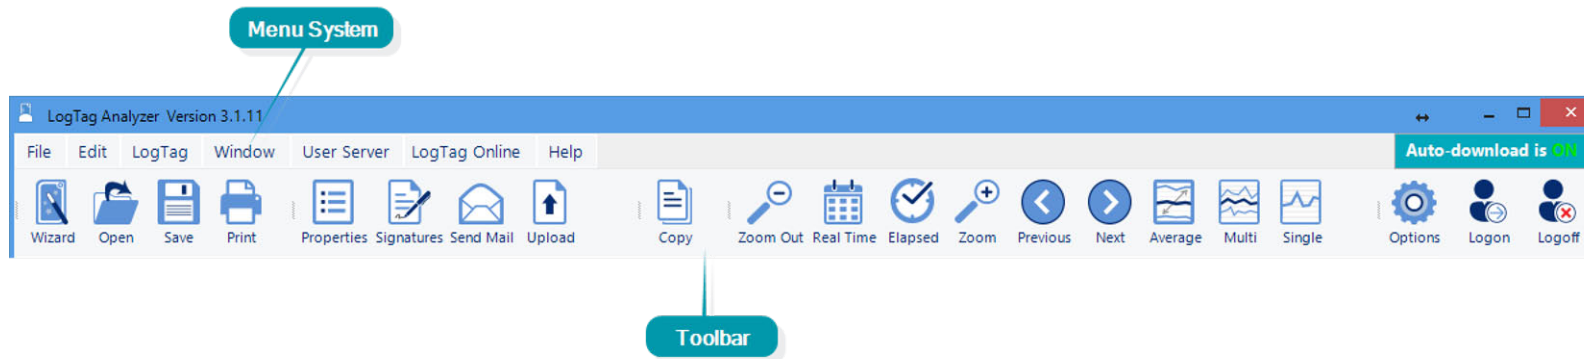 Menu System
LogTag Analyzer Version 3.1.11
File Edit LogTag Window User Server LogTag Online Help Auto-download is ON
Wizard Open Save Print Properties Signatures Send Mail Upload Copy Zoom Out Real Time Elapsed Zoom Previous Next Average Multi Single Options Logon Logoff
Toolbar